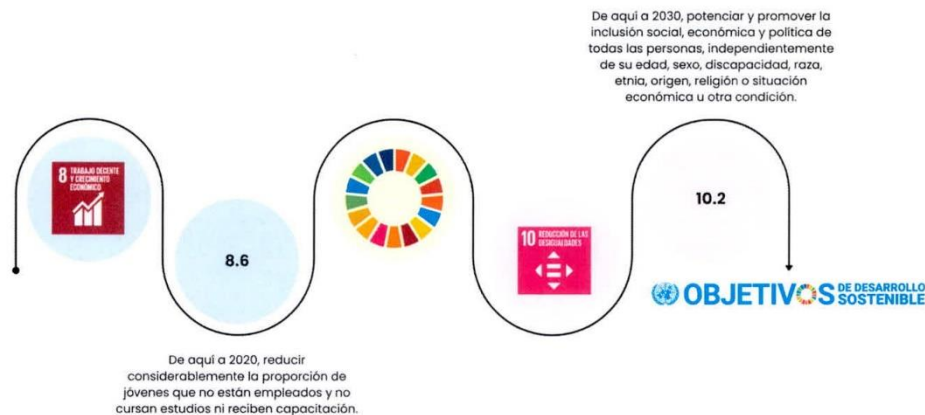 De aquí a 2030, potenciar y promover la
inclusión social, económica y política de
todas las personas, independientemente
de su edad, sexo, discapacidad, raza,
etnia, origen, religión o situación
económica u otra condición.
8 TRABAJO DECENTE
Y CRECIMIENTO
ECONÓMICO
8.6
10 REDUCCIÓN DE LAS
DESIGUALDADES
10.2
OBJETIVOS DE DESARROLLO
SOSTENIBLE
De aquí a 2020, reducir
considerablemente la proporción de
jóvenes que no están empleados y no
cursan estudios ni reciben capacitación.